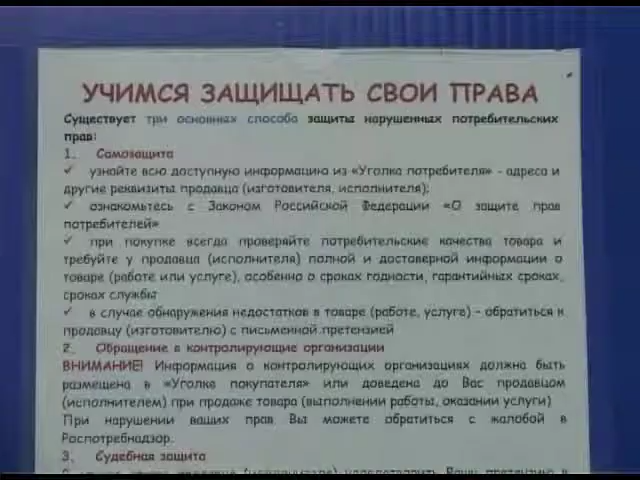 УЧИМСЯ ЗАЩИЩАТЬ СВОИ ПРАВА
Существует три основных способа защиты нарушенных потребительских
прав:
1. Самозащита
✓ узнайте всю доступную информацию из «Уголка потребителя» - адреса и
другие реквизиты продавца (изготовителя, исполнителя);
✓ ознакомьтесь с Законом Российской Федерации «О защите прав
потребителей»
✓ при покупке всегда проверяйте потребительские качества товара и
требуйте у продавца (исполнителя) полной и достоверной информации о
товаре (работе или услуге), особенно о сроках годности, гарантийных сроках,
сроках службы
✓ в случае обнаружения недостатков в товаре (работе, услуге) - обратиться к
продавцу (изготовителю) с письменной претензией
2. Обращение в контролирующие организации
ВНИМАНИЕ! Информация о контролирующих организациях должна быть
размещена в «Уголке покупателя» или доведена до Вас продавцом
(исполнителем) при продаже товара (выполнении работы, оказании услуги)
При нарушении ваших прав Вы можете обратиться с жалобой в
Роспотребнадзор.
3. Судебная защита